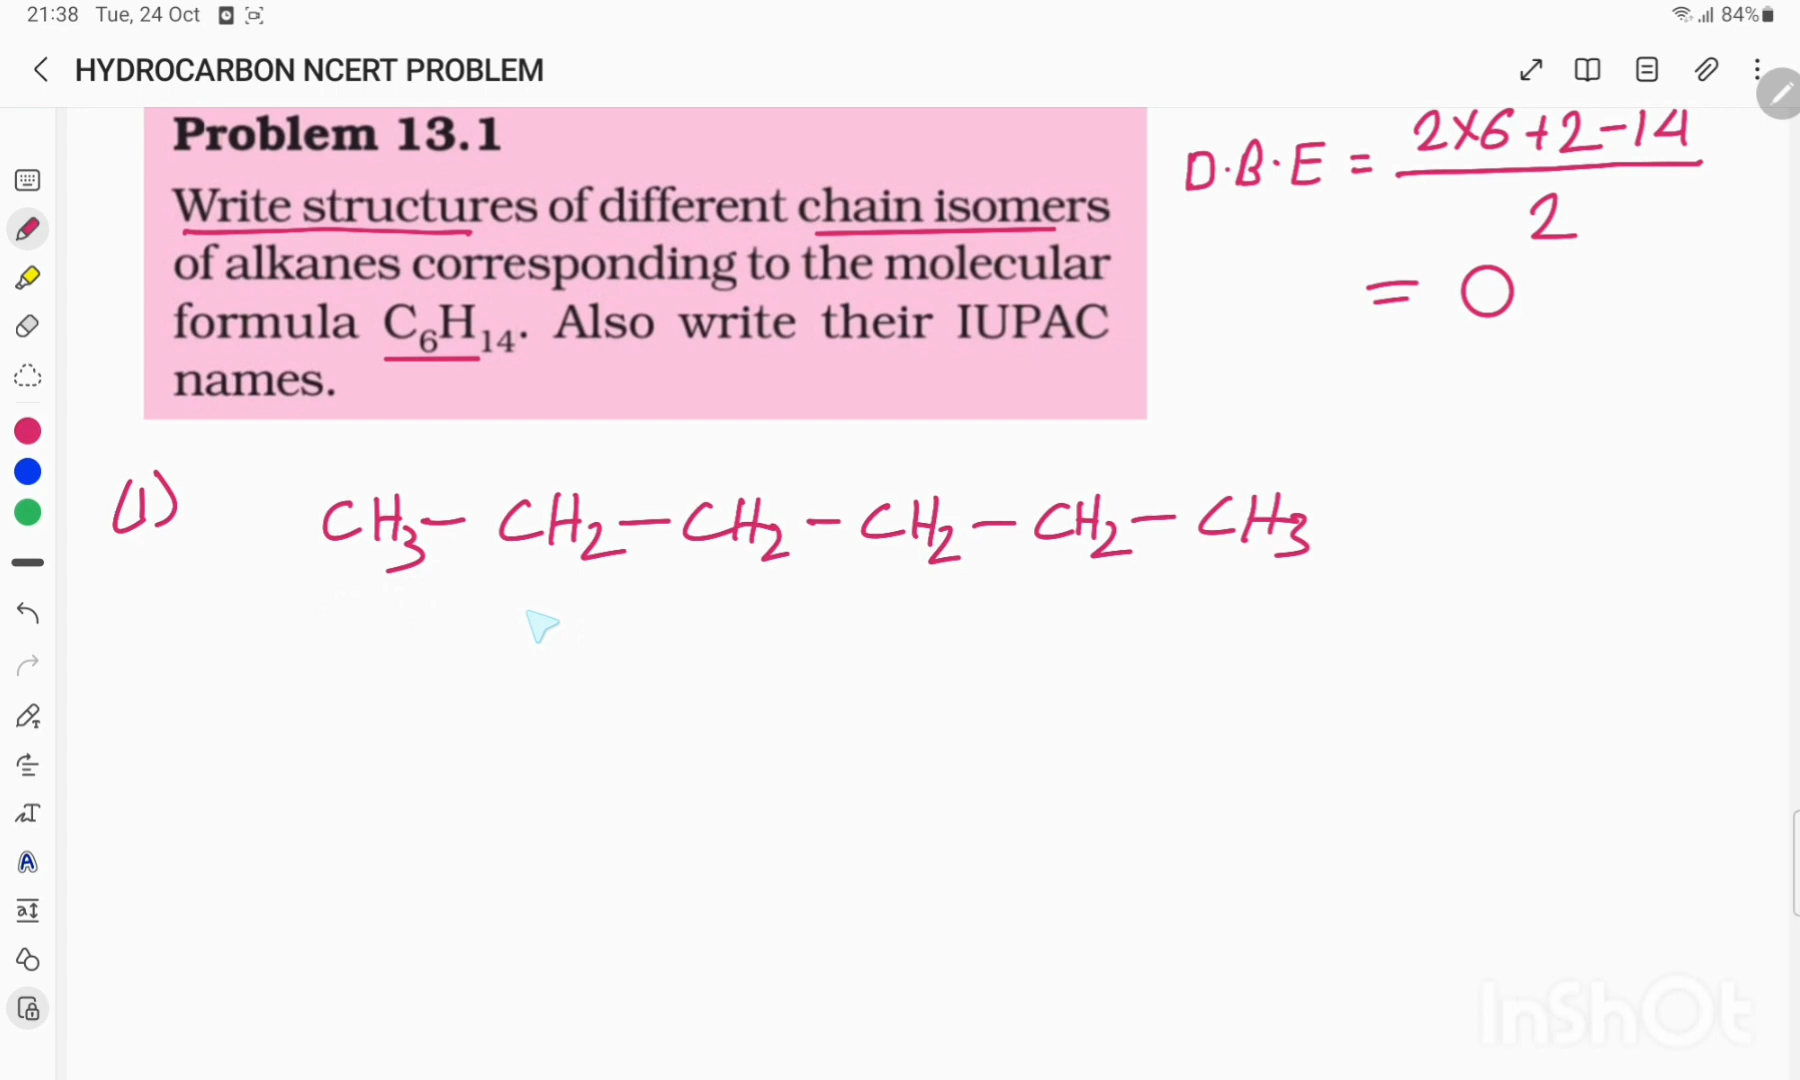 21:38 Tue, 24 Oct 84%
HYDROCARBON NCERT PROBLEM
Problem 13.1
Write structures of different chain isomers
of alkanes corresponding to the molecular
formula C₆H₁₄. Also write their IUPAC
names.
D.B.E = 2×6+2-14
2
= 0
(1) CH₃-CH₂-CH₂-CH₂-CH₂-CH₃
InShOt